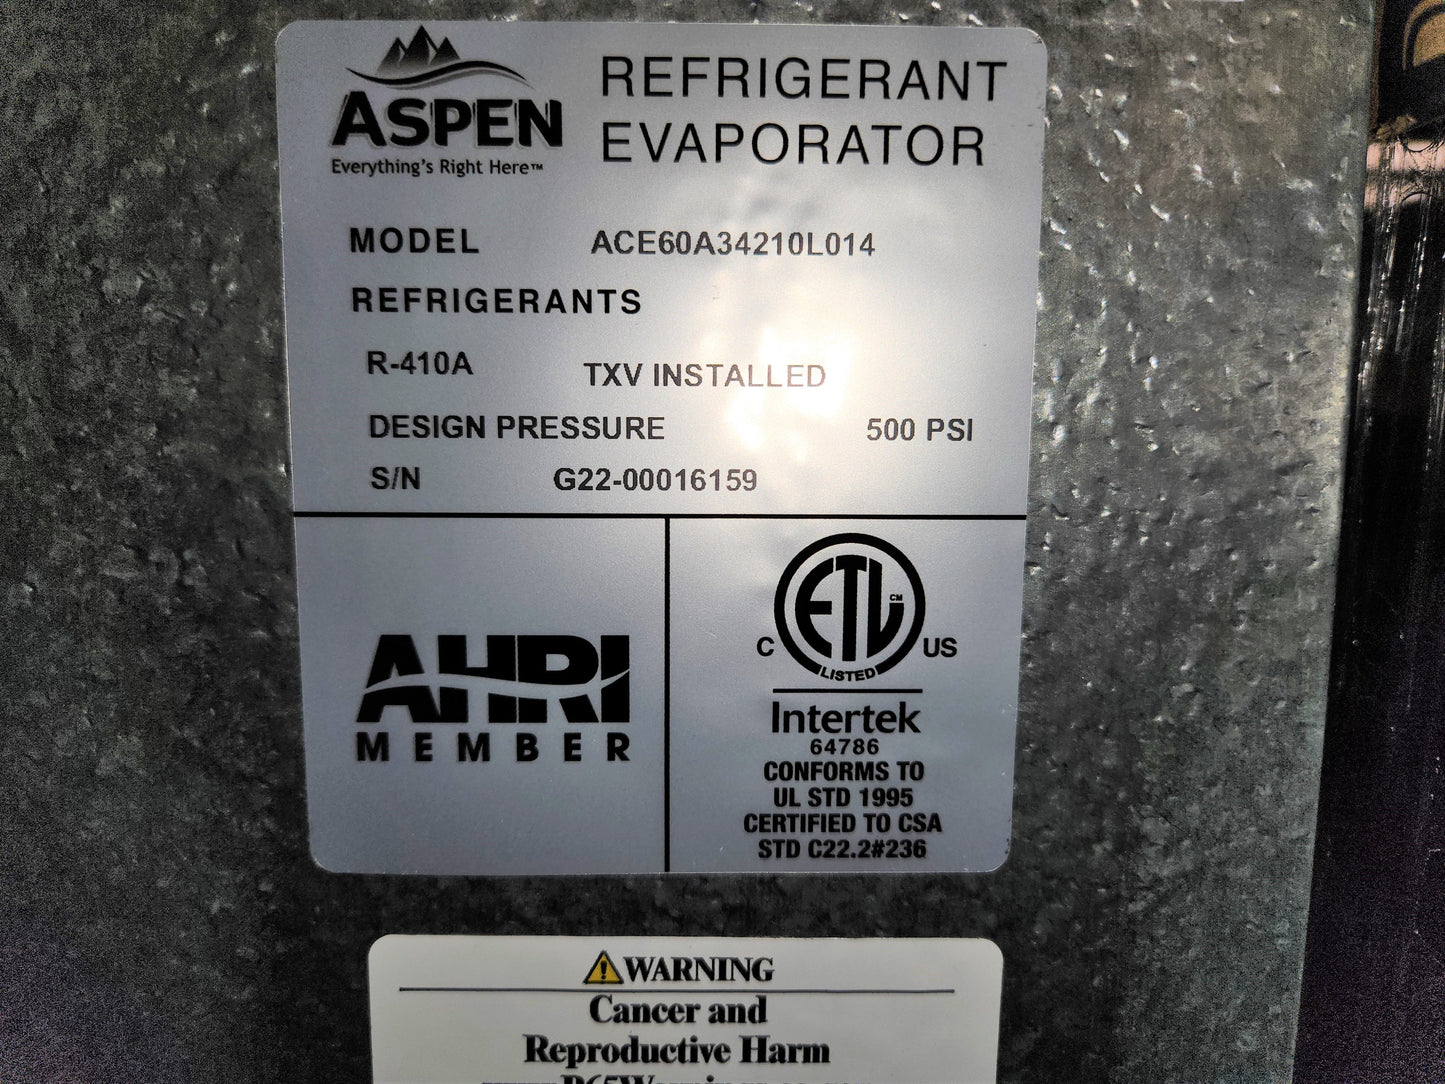 ASPEN
Everything's Right Here™
REFRIGERANT
EVAPORATOR
MODEL ACE60A34210L014
REFRIGERANTS
R-410A TXV INSTALLED
DESIGN PRESSURE 500 PSI
S/N G22-00016159
AHRI
MEMBER
ETL CM
LISTED
C US
Intertek
64786
CONFORMS TO
UL STD 1995
CERTIFIED TO CSA
STD C22.2#236
WARNING
Cancer and
Reproductive Harm